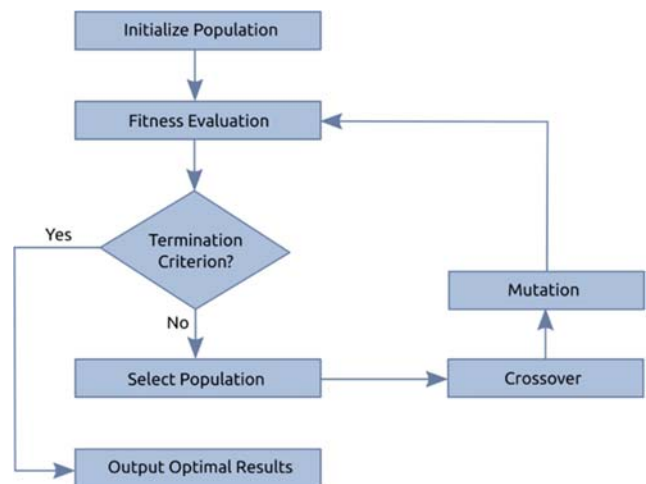 Initialize Population
Fitness Evaluation
Yes
Termination
Criterion?
No
Mutation
Select Population
Crossover
Output Optimal Results